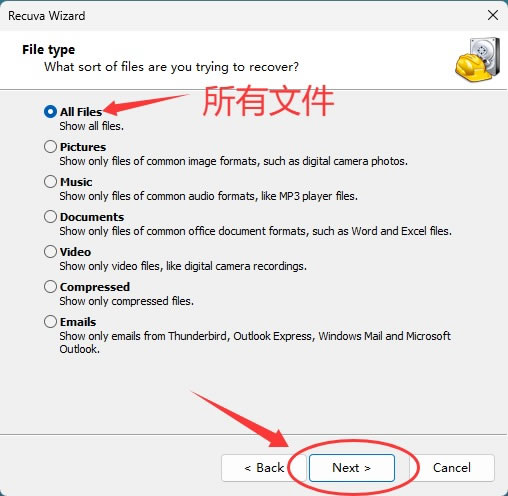 Recuva Wizard
File type
What sort of files are you trying to recover?
All Files
所有文件
Show all files.
Pictures
Show only files of common image formats, such as digital camera photos.
Music
Show only files of common audio formats, like MP3 player files.
Documents
Show only files of common office document formats, such as Word and Excel files.
Video
Show only video files, like digital camera recordings.
Compressed
Show only compressed files.
Emails
Show only emails from Thunderbird, Outlook Express, Windows Mail and Microsoft
Outlook.
< Back
Next >
Cancel